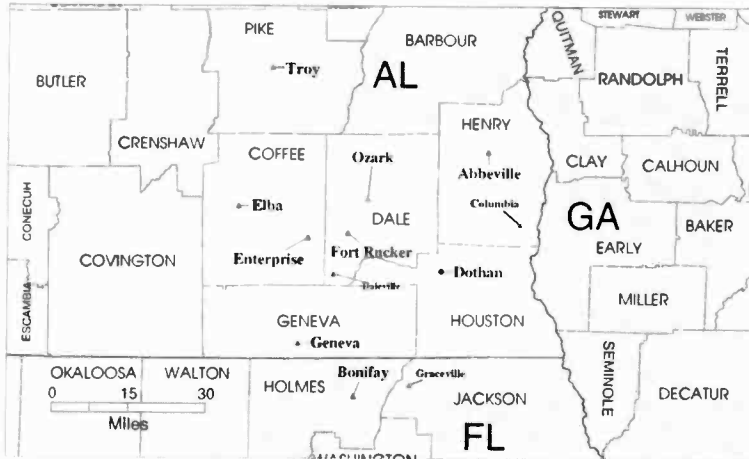 STEWART
WEBSTER
PIKE
BARBOUR
QUITMAN
TERRELL
Troy
AL
BUTLER
RANDOLPH
HENRY
CRENSHAW
COFFEE
Ozark
CLAY
CALHOUN
Abbeville
Columbia
Elba
CONECUH
DALE
GA
BAKER
EARLY
Enterprise
Fort Rucker
COVINGTON
Dothan
Daleville
ESCAMBIA
MILLER
GENEVA
HOUSTON
Geneva
SEMINOLE
OKALOOSA
WALTON
HOLMES
Bonifay
Graceville
DECATUR
JACKSON
0 15 30
Miles
FL
WASHINGTON